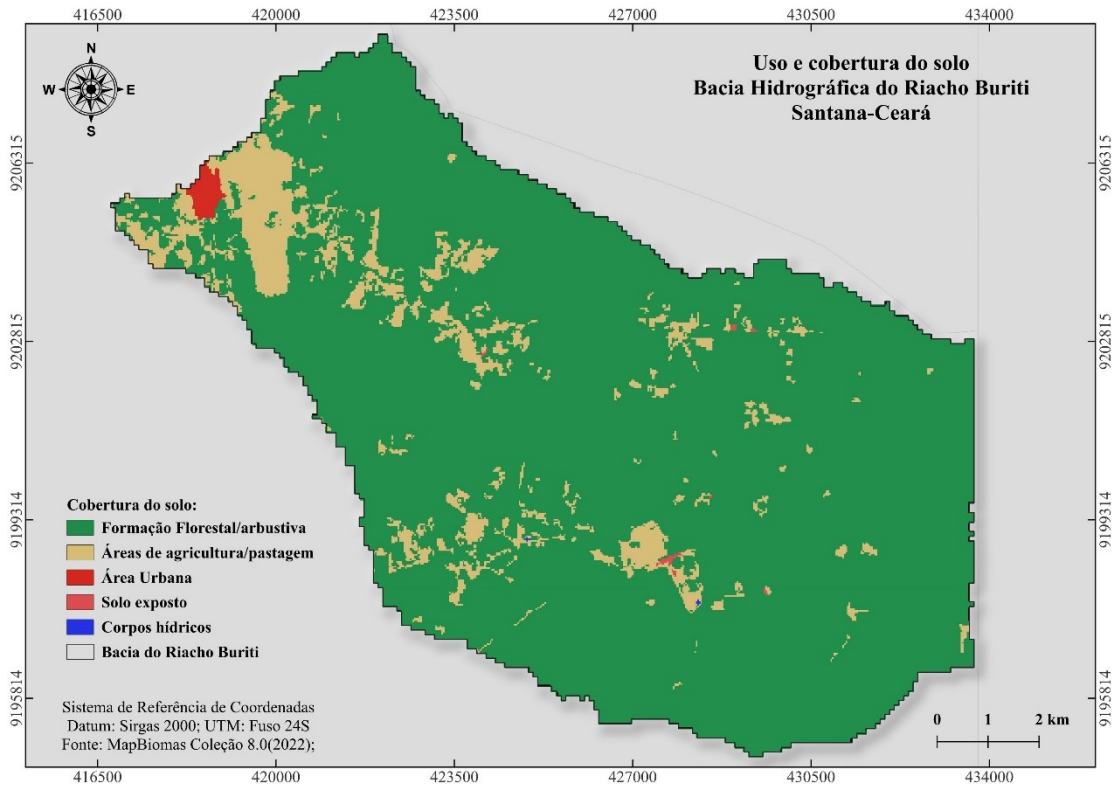 416500 420000 423500 427000 430500 434000
N
W E
S
Uso e cobertura do solo
Bacia Hidrográfica do Riacho Buriti
Santana-Ceará
9206315 9206315
9202815 9202815
9199314 9199314
9195814 9195814
Cobertura do solo:
Formação Florestal/arbustiva
Áreas de agricultura/pastagem
Área Urbana
Solo exposto
Corpos hídricos
Bacia do Riacho Buriti
Sistema de Referência de Coordenadas
Datum: Sirgas 2000; UTM: Fuso 24S
Fonte: MapBiomas Coleção 8.0(2022);
0 1 2 km
416500 420000 423500 427000 430500 434000